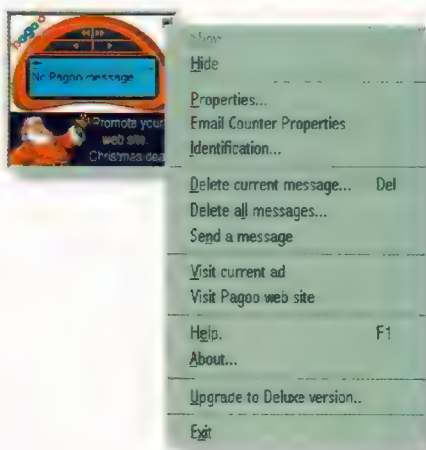 pagoo
No Pagoo message
Promote your
web site.
Christmas dea
Hide
Properties...
Email Counter Properties
Identification...
Delete current message... Del
Delete all messages...
Send a message
Visit current ad
Visit Pagoo web site
Help. F1
About...
Upgrade to Deluxe version..
Exit